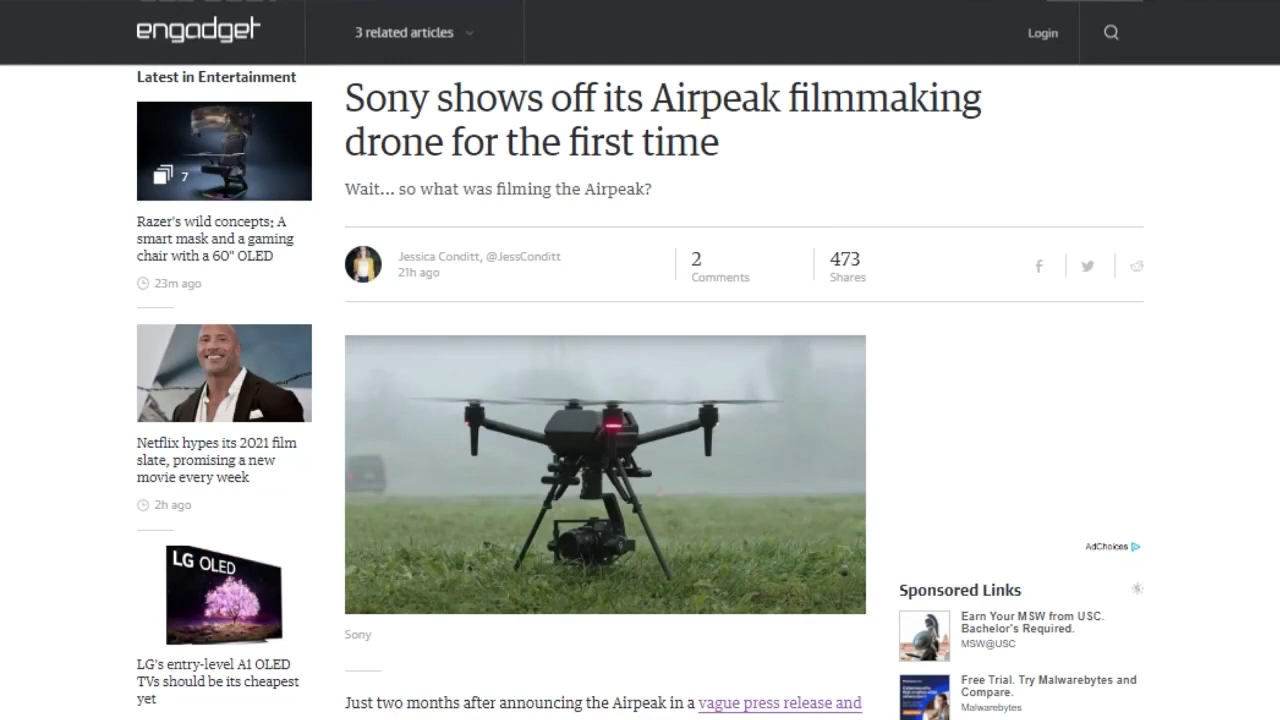 engadget
3 related articles
Login
Latest in Entertainment
7
Razer's wild concepts: A
smart mask and a gaming
chair with a 60" OLED
23m ago
Netflix hypes its 2021 film
slate, promising a new
movie every week
2h ago
LG OLED
LG's entry-level A1 OLED
TVs should be its cheapest
yet
Sony shows off its Airpeak filmmaking
drone for the first time
Wait... so what was filming the Airpeak?
Jessica Conditt, @JessConditt
21h ago
2
Comments
473
Shares
Sony
Just two months after announcing the Airpeak in a vague press release and
AdChoices
Sponsored Links
Earn Your MSW from USC.
Bachelor's Required.
MSW@USC
Free Trial. Try Malwarebytes and
Compare.
Malwarebytes